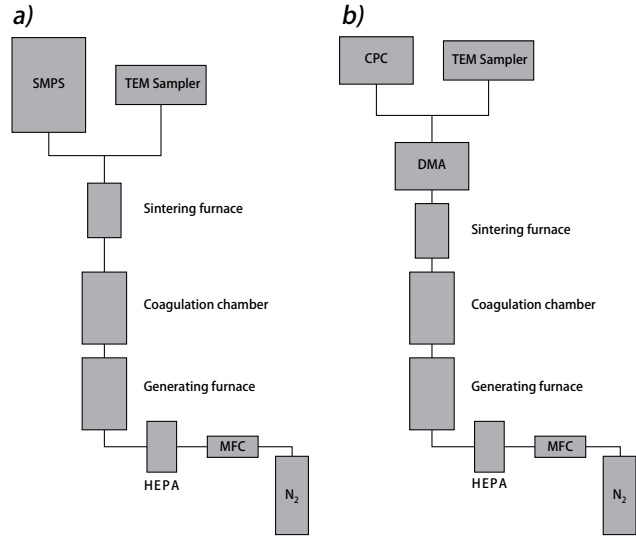 a)
SMPS
TEM Sampler
Sintering furnace
Coagulation chamber
Generating furnace
MFC
HEPA
N₂
b)
CPC
TEM Sampler
DMA
Sintering furnace
Coagulation chamber
Generating furnace
MFC
HEPA
N₂